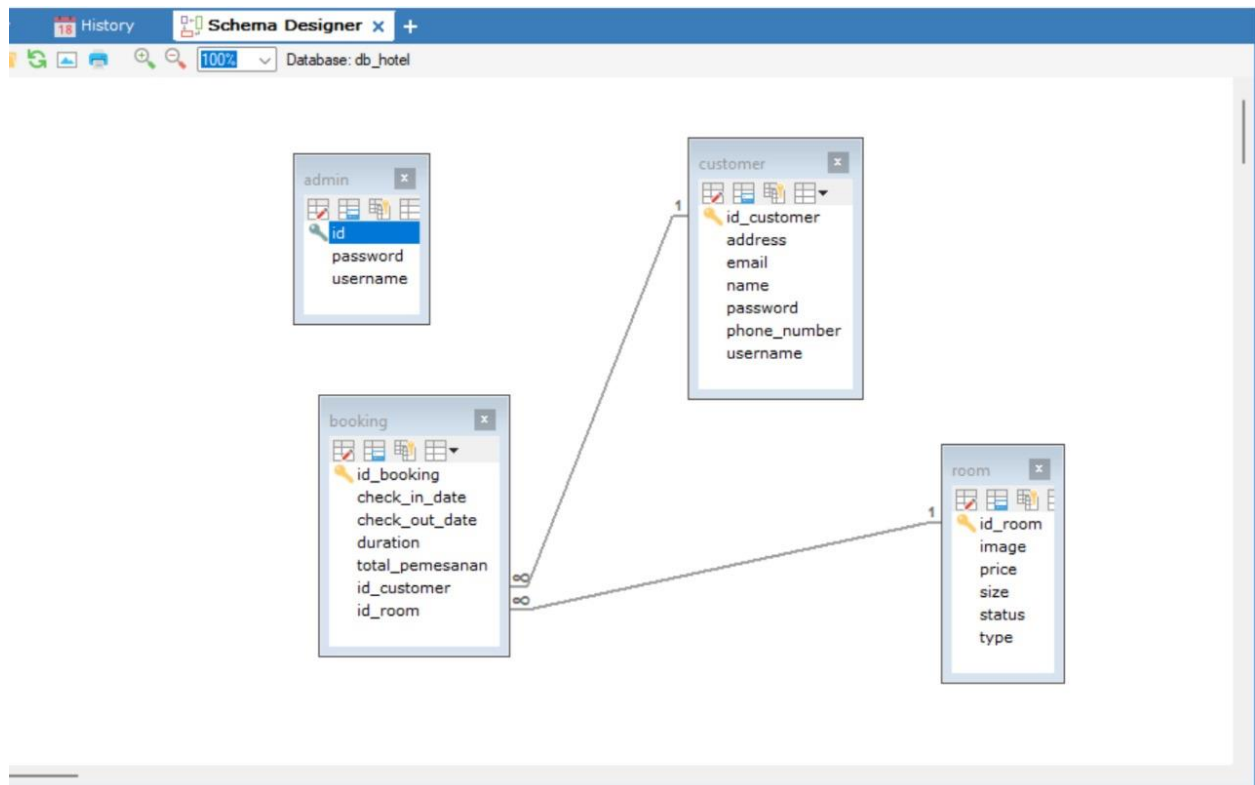 History
Schema Designer
100%
Database: db_hotel
admin
id
password
username
customer
1
id_customer
address
email
name
password
phone_number
username
booking
id_booking
check_in_date
check_out_date
duration
total_pemesanan
id_customer
id_room
∞
∞
room
1
id_room
image
price
size
status
type